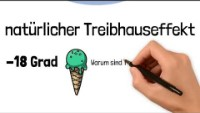 natürlicher Treibhauseffekt
-18 Grad
Warum sind